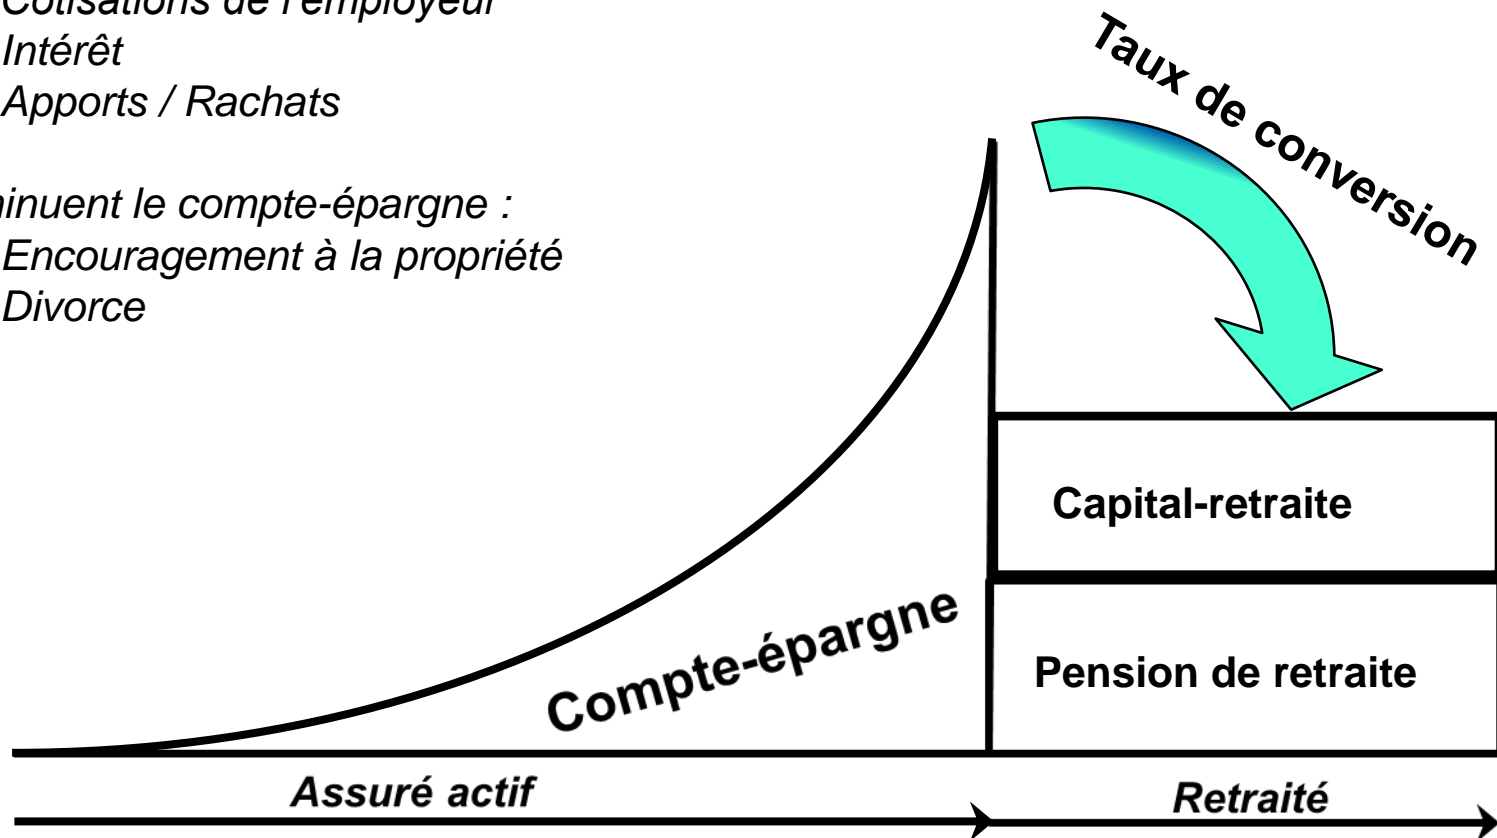 Cotisations de l'employeur
Intérêt
Apports / Rachats
inuent le compte-épargne :
Encouragement à la propriété
Divorce
Taux de conversion
Capital-retraite
Compte-épargne
Pension de retraite
Assuré actif
Retraité